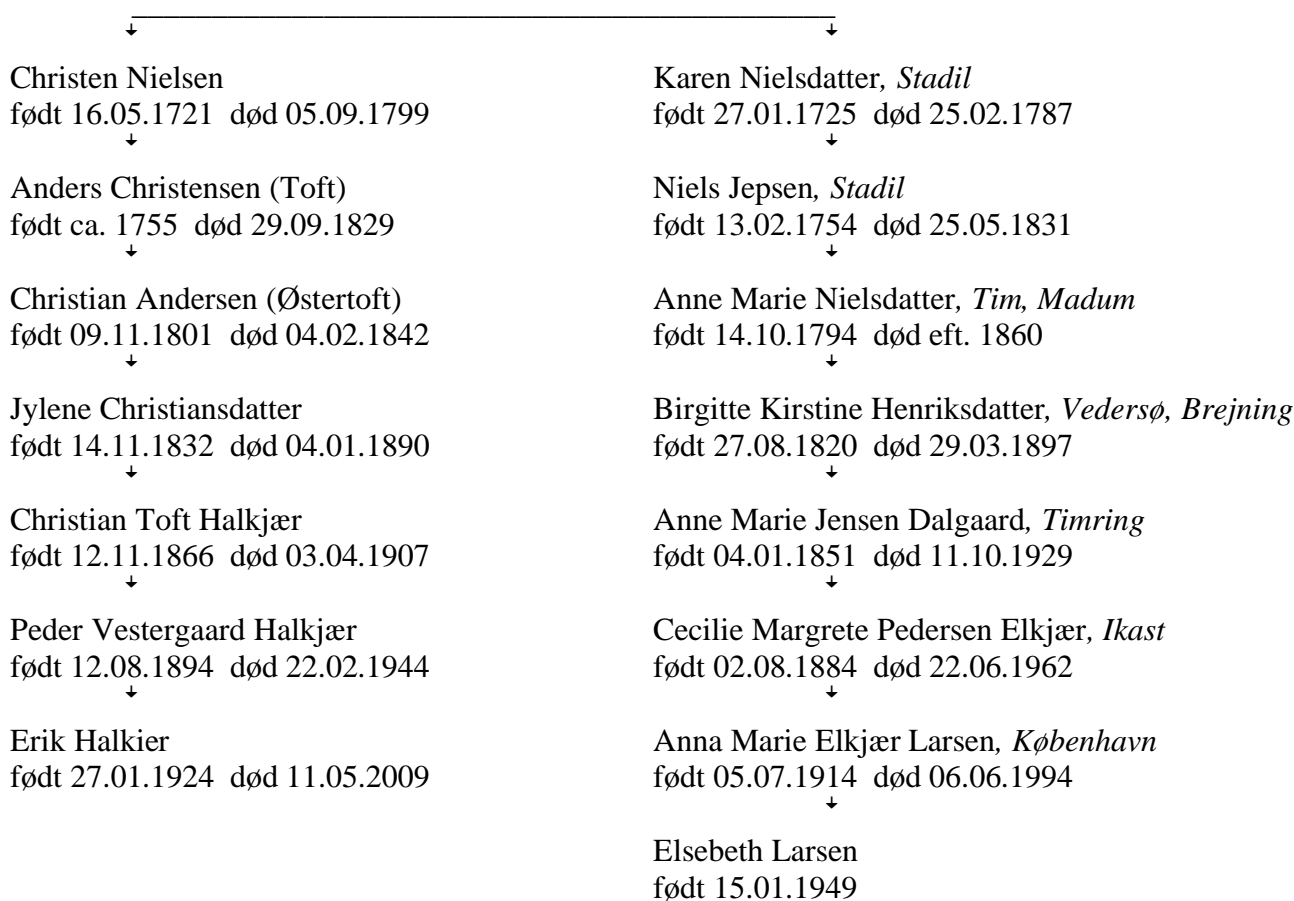 Christen Nielsen
født 16.05.1721 død 05.09.1799
Anders Christensen (Toft)
født ca. 1755 død 29.09.1829
Christian Andersen (Østertoft)
født 09.11.1801 død 04.02.1842
Jylene Christiansdatter
født 14.11.1832 død 04.01.1890
Christian Toft Halkjær
født 12.11.1866 død 03.04.1907
Peder Vestergaard Halkjær
født 12.08.1894 død 22.02.1944
Erik Halkier
født 27.01.1924 død 11.05.2009
Karen Nielsdatter, Stadil
født 27.01.1725 død 25.02.1787
Niels Jepsen, Stadil
født 13.02.1754 død 25.05.1831
Anne Marie Nielsdatter, Tim, Madum
født 14.10.1794 død eft. 1860
Birgitte Kirstine Henriksdatter, Vedersø, Brejning
født 27.08.1820 død 29.03.1897
Anne Marie Jensen Dalgaard, Timring
født 04.01.1851 død 11.10.1929
Cecilie Margrete Pedersen Elkjær, Ikast
født 02.08.1884 død 22.06.1962
Anna Marie Elkjær Larsen, København
født 05.07.1914 død 06.06.1994
Elsebeth Larsen
født 15.01.1949